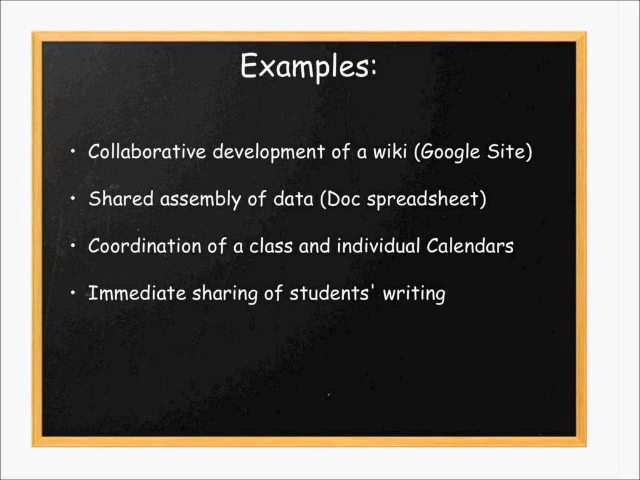 Examples:
• Collaborative development of a wiki (Google Site)
• Shared assembly of data (Doc spreadsheet)
• Coordination of a class and individual Calendars
• Immediate sharing of students' writing